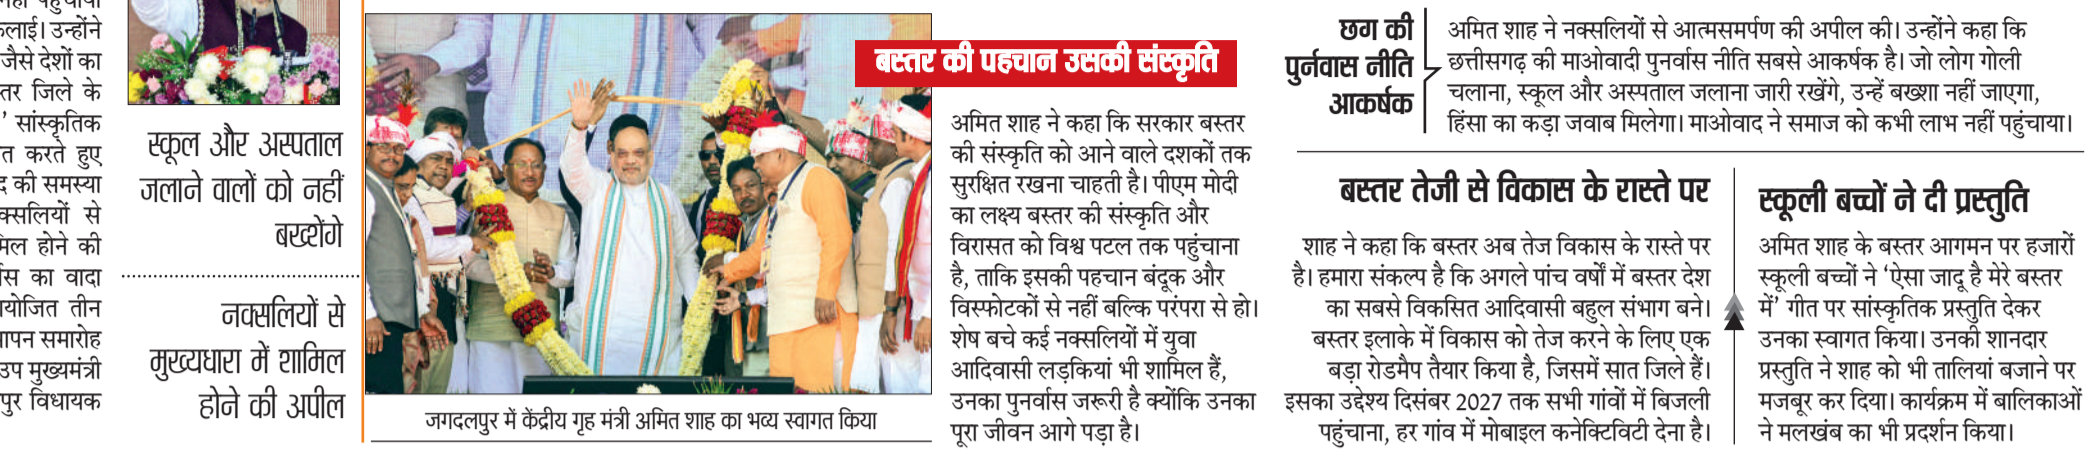 कलाई। उन्होंने
जैसे देशों का
तर जिले के
’ सांस्कृतिक
त करते हुए
द की समस्या
क्सलियों से
मिल होने की
का वादा
योजित तीन
समारोह
उप मुख्यमंत्री
पुर विधायक
स्कूल और अस्पताल
जलाने वालों को नहीं
बख्शेंगे
नक्सलियों से
मुख्यधारा में शामिल
होने की अपील
जगदलपुर में केंद्रीय गृह मंत्री अमित शाह का भव्य स्वागत किया
बस्तर की पहचान उसकी संस्कृति
अमित शाह ने कहा कि सरकार बस्तर
की संस्कृति को आने वाले दशकों तक
सुरक्षित रखना चाहती है। पीएम मोदी
का लक्ष्य बस्तर की संस्कृति और
विरासत को विश्व पटल तक पहुंचाना
है, ताकि इसकी पहचान बंदूक और
विस्फोटकों से नहीं बल्कि परंपरा से हो।
शेष बचे कई नक्सलियों में युवा
आदिवासी लड़कियां भी शामिल हैं,
उनका पुनर्वास जरूरी है क्योंकि उनका
पूरा जीवन आगे पड़ा है।
छग की
पुर्नवास नीति
आकर्षक
अमित शाह ने नक्सलियों से आत्मसमर्पण की अपील की। उन्होंने कहा कि
छत्तीसगढ़ की माओवादी पुनर्वास नीति सबसे आकर्षक है। जो लोग गोली
चलाना, स्कूल और अस्पताल जलाना जारी रखेंगे, उन्हें बख्शा नहीं जाएगा,
हिंसा का कड़ा जवाब मिलेगा। माओवाद ने समाज को कभी लाभ नहीं पहुंचाया।
बस्तर तेजी से विकास के रास्ते पर
शाह ने कहा कि बस्तर अब तेज विकास के रास्ते पर
है। हमारा संकल्प है कि अगले पांच वर्षों में बस्तर देश
का सबसे विकसित आदिवासी बहुल संभाग बने।
बस्तर इलाके में विकास को तेज करने के लिए एक
बड़ा रोडमैप तैयार किया है, जिसमें सात जिले हैं।
इसका उद्देश्य दिसंबर 2027 तक सभी गांवों में बिजली
पहुंचाना, हर गांव में मोबाइल कनेक्टिविटी देना है।
स्कूली बच्चों ने दी प्रस्तुति
अमित शाह के बस्तर आगमन पर हजारों
स्कूली बच्चों ने ‘ऐसा जादू है मेरे बस्तर
में’ गीत पर सांस्कृतिक प्रस्तुति देकर
उनका स्वागत किया। उनकी शानदार
प्रस्तुति ने शाह को भी तालियां बजाने पर
मजबूर कर दिया। कार्यक्रम में बालिकाओं
ने मलखंब का भी प्रदर्शन किया।